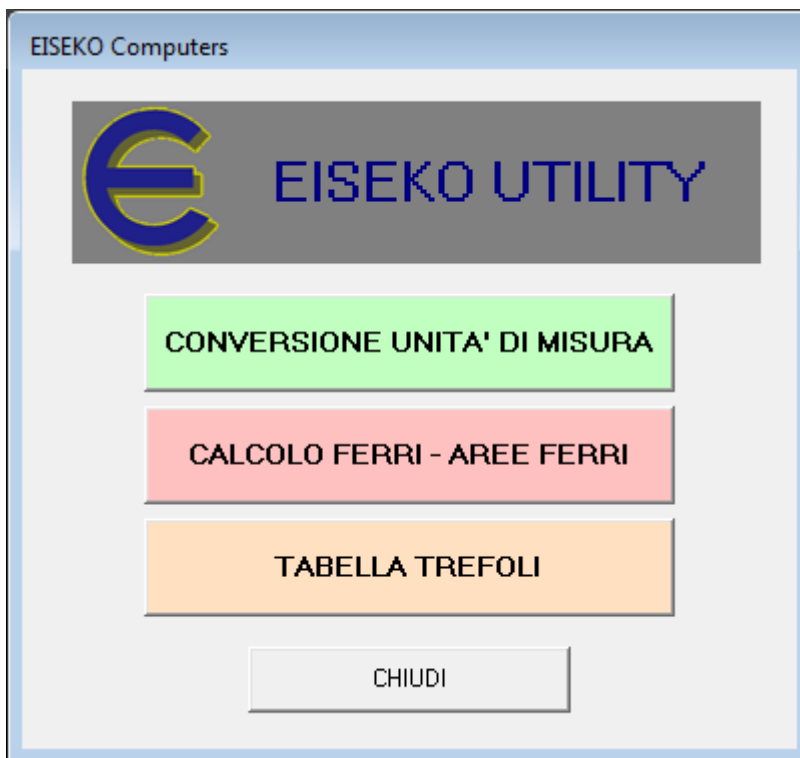 EISEKO Computers
EISEKO UTILITY
CONVERSIONE UNITA' DI MISURA
CALCOLO FERRI - AREE FERRI
TABELLA TREFOLI
CHIUDI